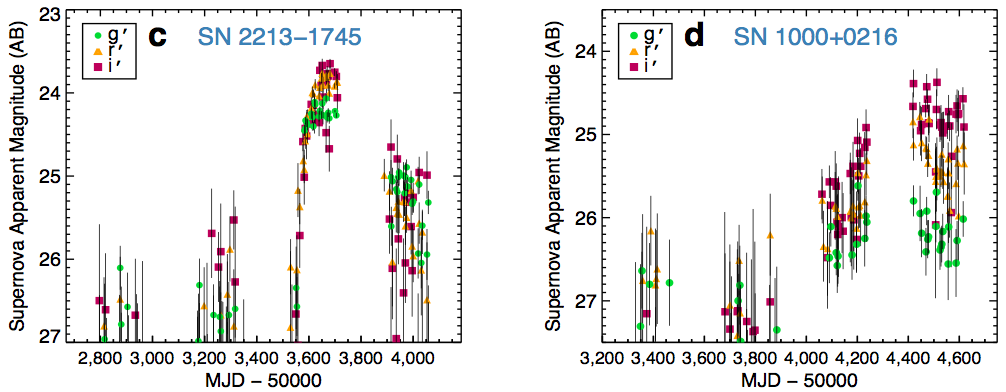 23
24
25
26
27
Supernova Apparent Magnitude (AB)
g′
r′
i′
c
SN 2213−1745
2,800 3,000 3,200 3,400 3,600 3,800 4,000
MJD − 50000
24
25
26
27
Supernova Apparent Magnitude (AB)
g′
r′
i′
d
SN 1000+0216
3,200 3,400 3,600 3,800 4,000 4,200 4,400 4,600
MJD − 50000